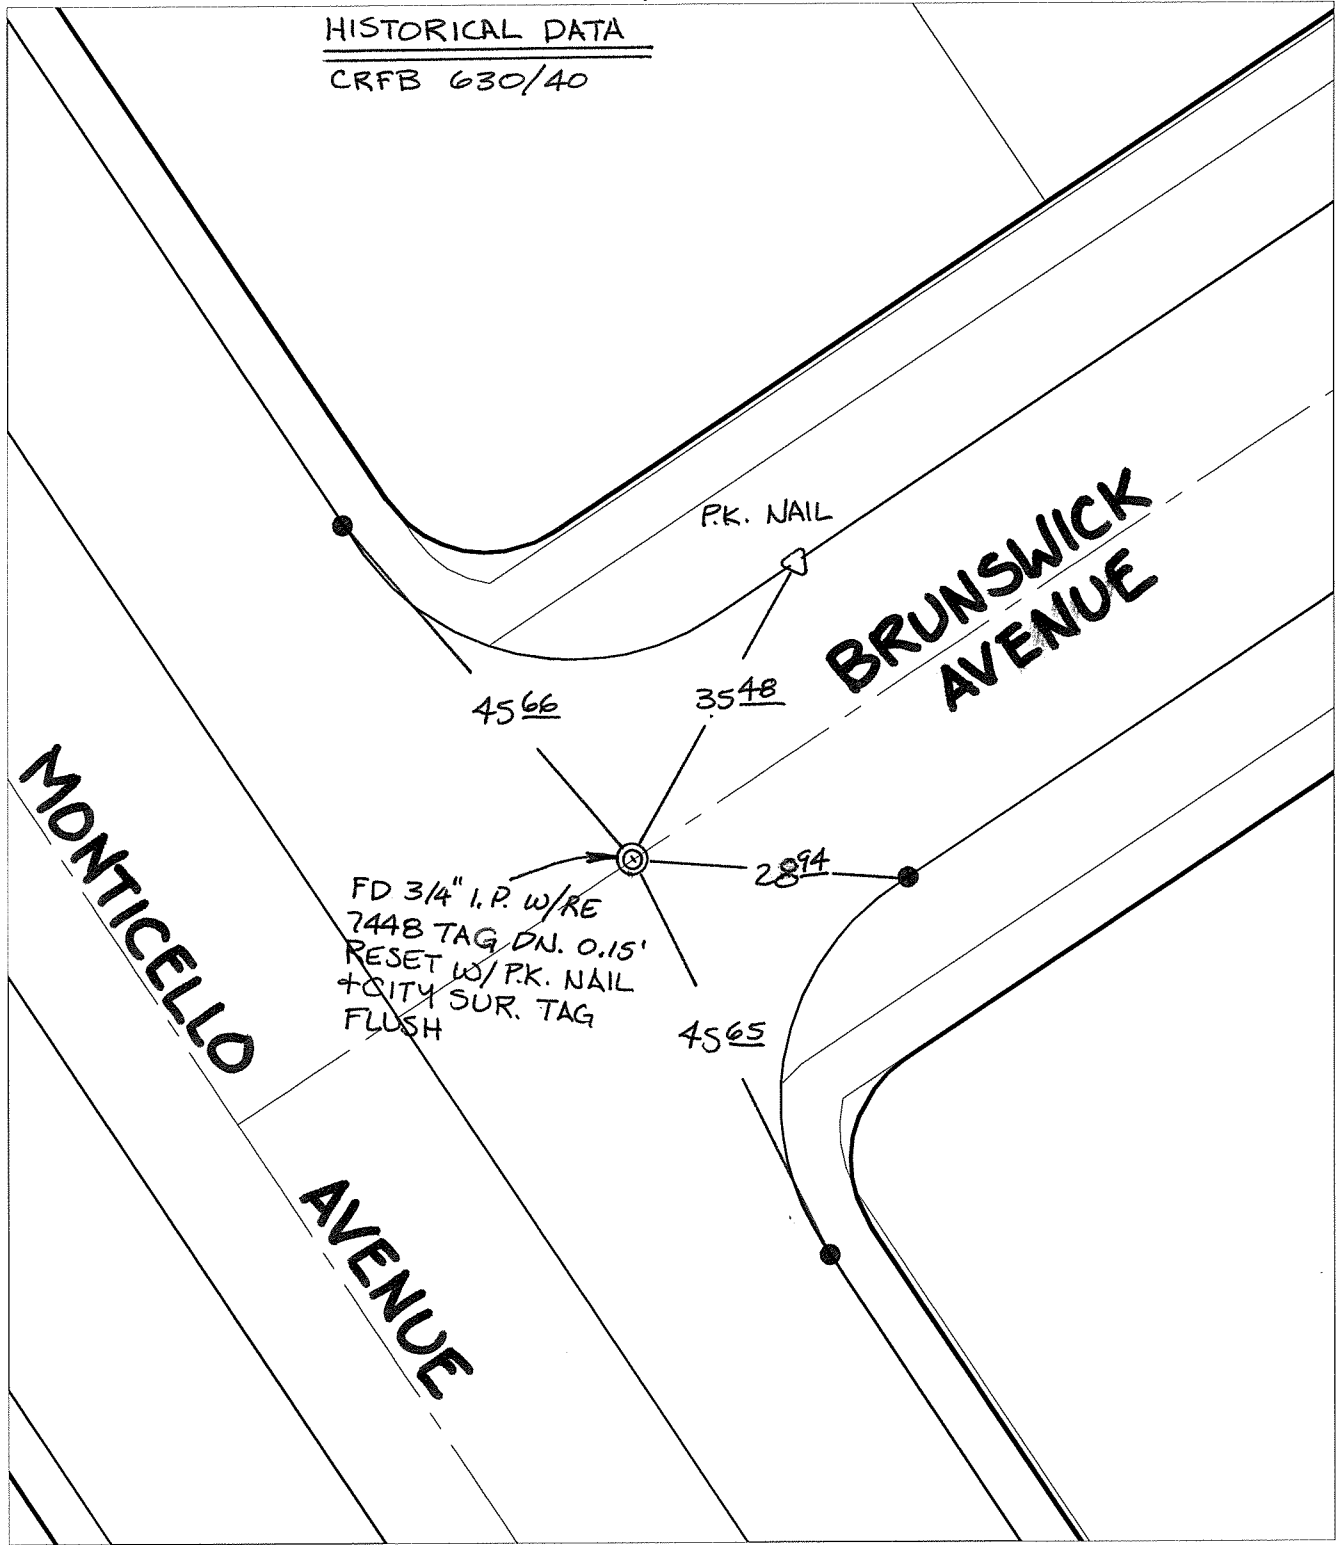 HISTORICAL DATA
CRFB 630/40
P.K. NAIL
BRUNSWICK
AVENUE
45 66
35 48
MONTICELLO
AVENUE
28 94
FD 3/4" I.P. W/RE
7448 TAG DN. 0.15'
RESET W/ P.K. NAIL
+CITY SUR. TAG
FLUSH
45 65